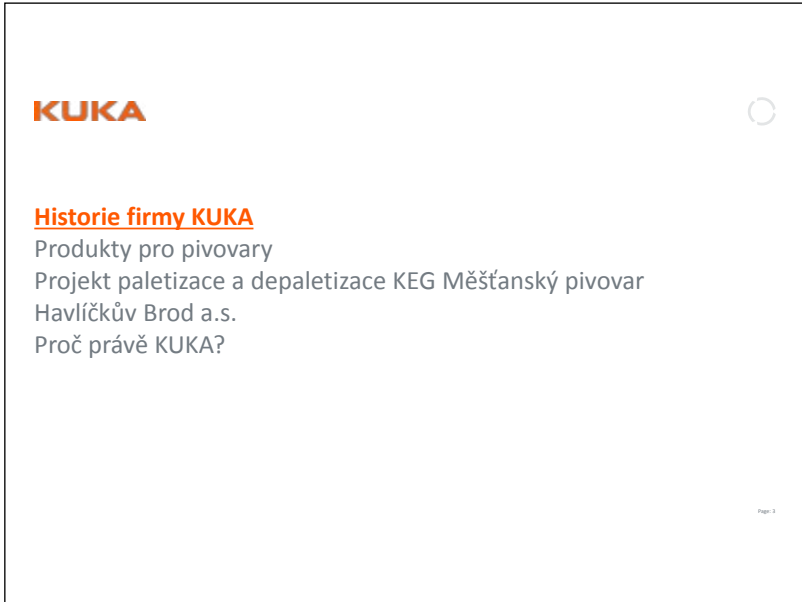 KUKA
Historie firmy KUKA
Produkty pro pivovary
Projekt paletizace a depaletizace KEG Měšťanský pivovar
Havlíčkův Brod a.s.
Proč právě KUKA?
Page: 3